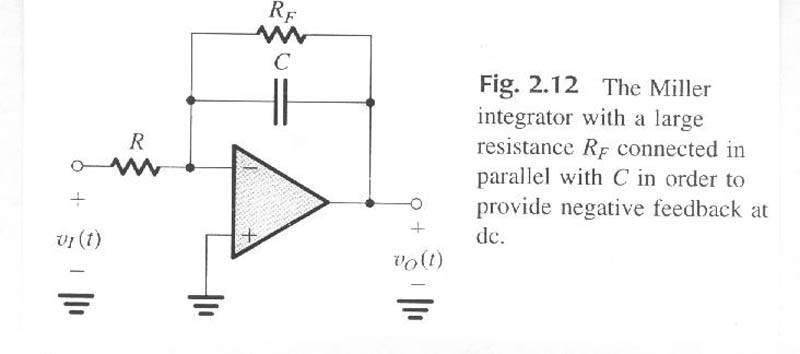 R_F
C
R
−
+
+
v_I(t)
−
+
v_O(t)
−
Fig. 2.12 The Miller
integrator with a large
resistance R_F connected in
parallel with C in order to
provide negative feedback at
dc.